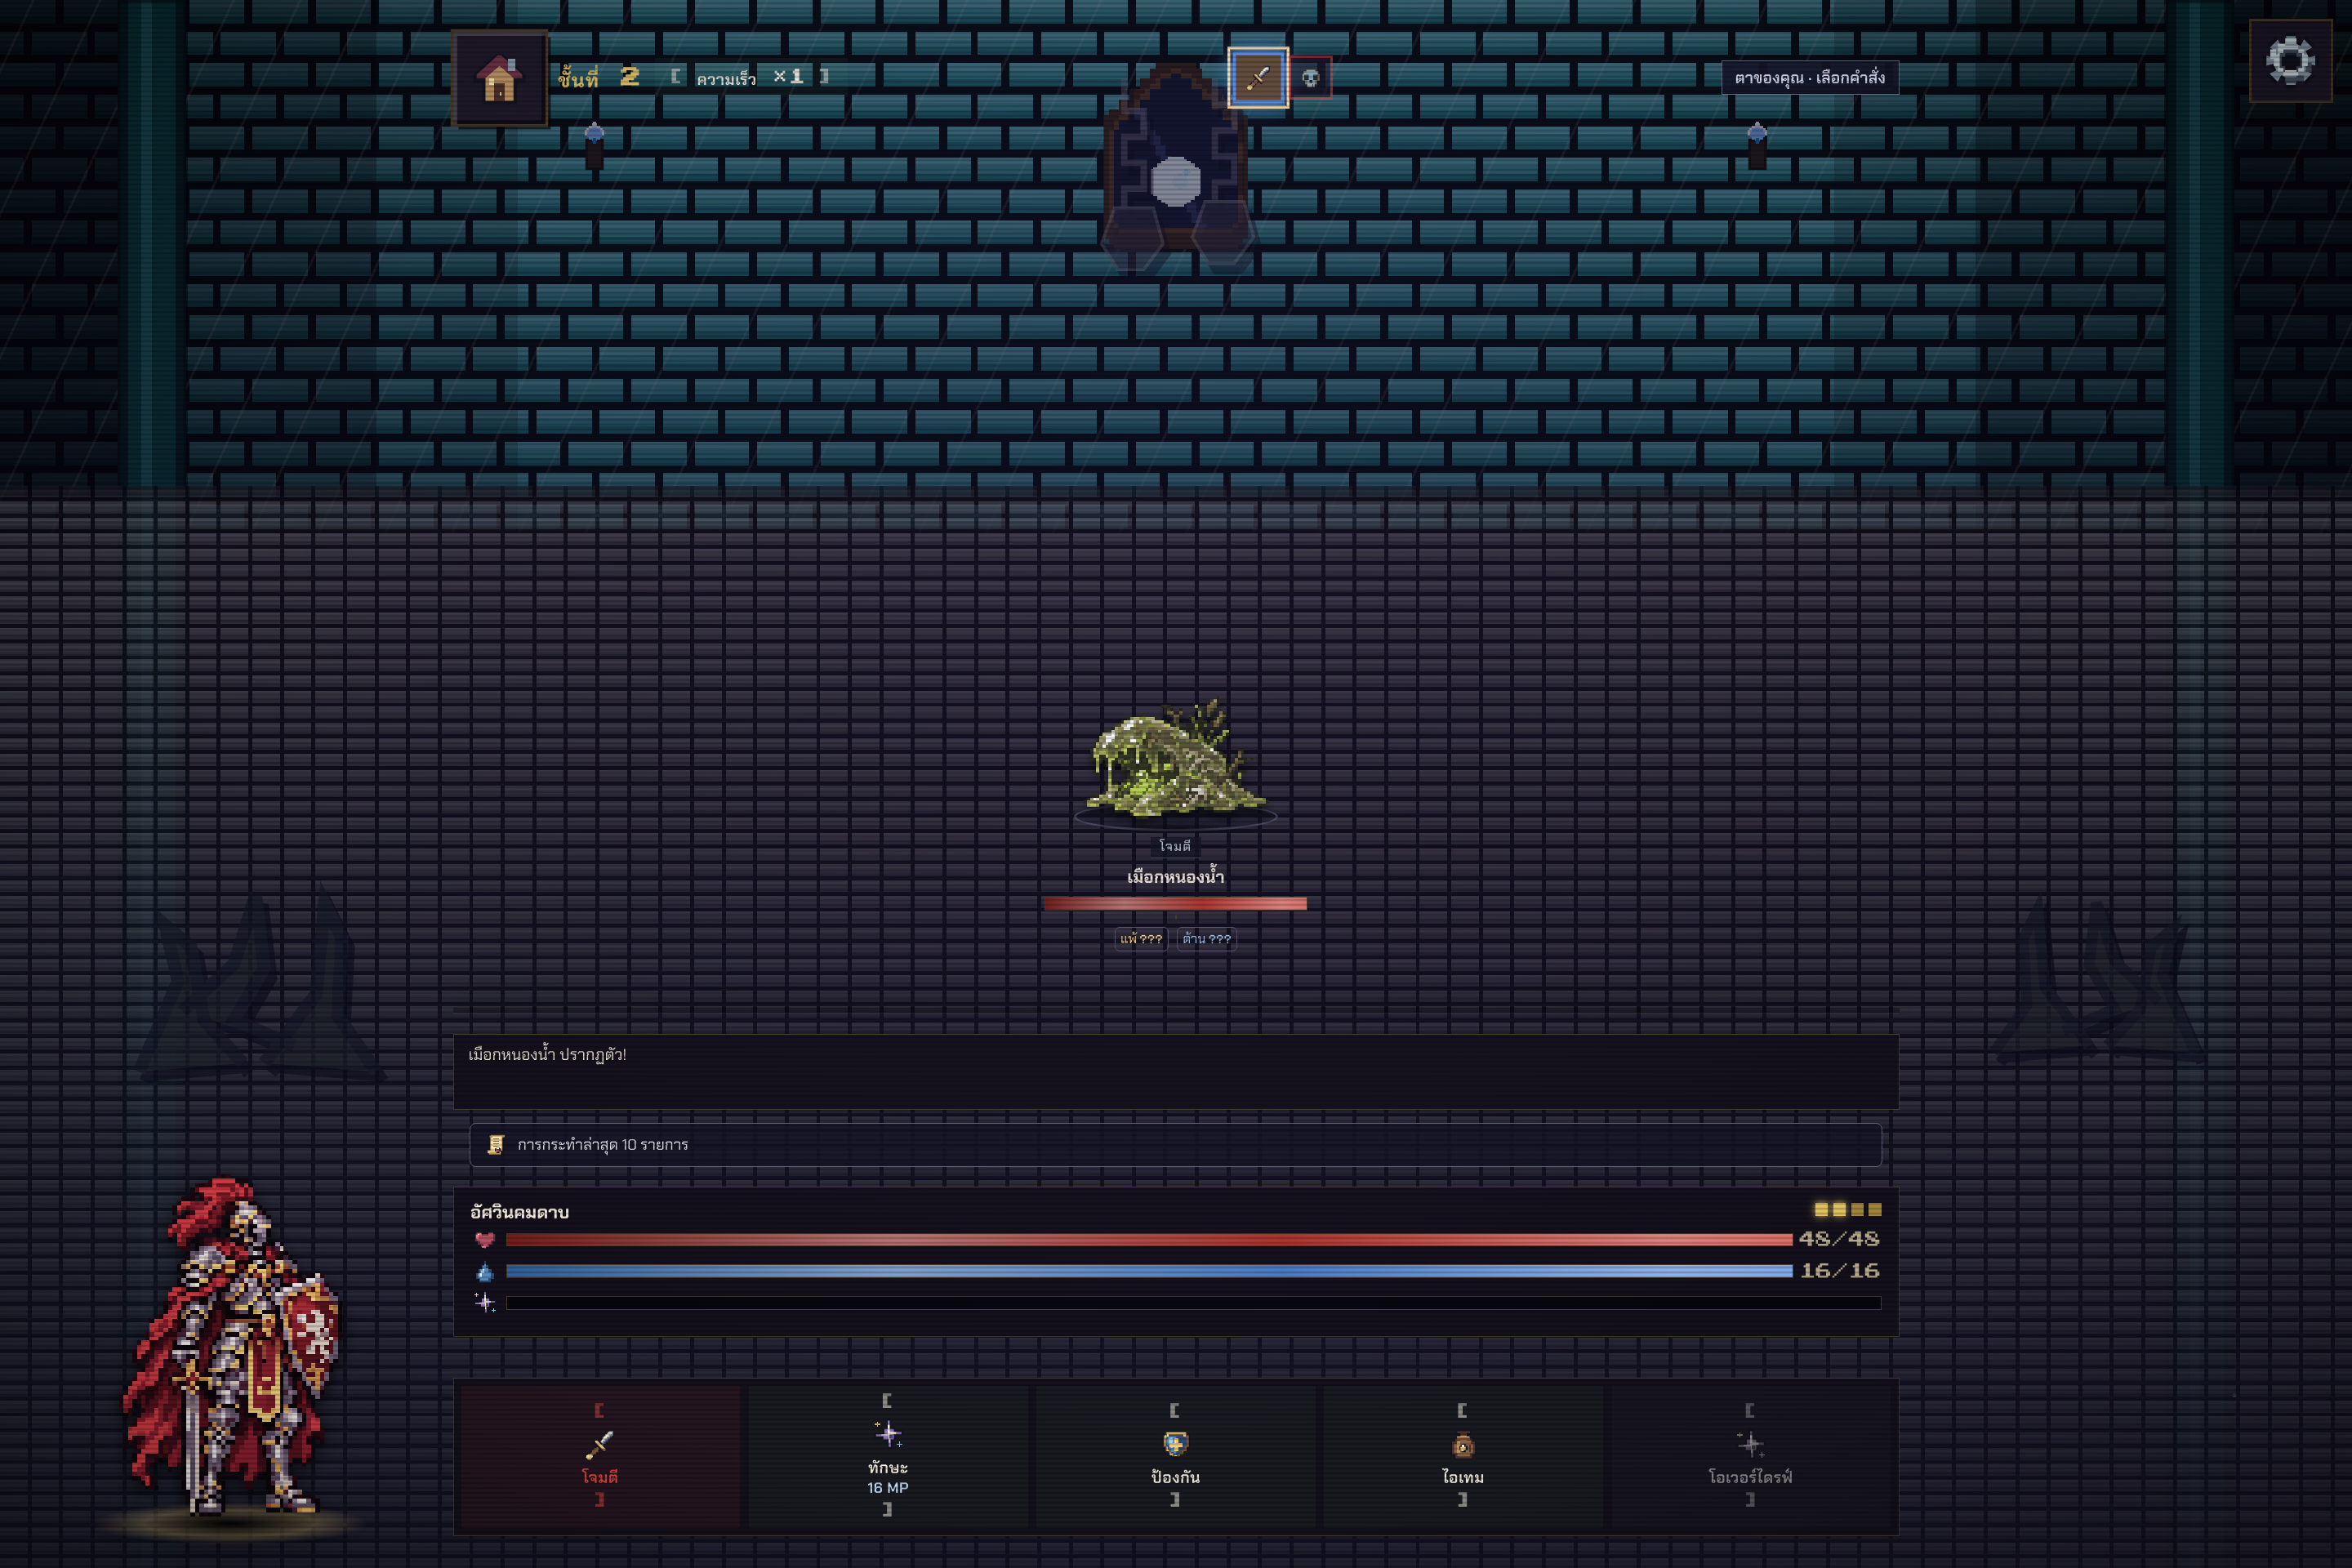 ชั้นที่ 2 [ ความเร็ว ×1 ]
ตาของคุณ · เลือกคำสั่ง
โจมตี
เมือกหนองน้ำ
แพ้ ??? ต้าน ???
เมือกหนองน้ำ ปรากฏตัว!
การกระทำล่าสุด 10 รายการ
อัศวินคมดาบ
48/48
16/16
[ โจมตี ]
[ ทักษะ 16 MP ]
[ ป้องกัน ]
[ ไอเทม ]
[ โอเวอร์ไดรฟ์ ]